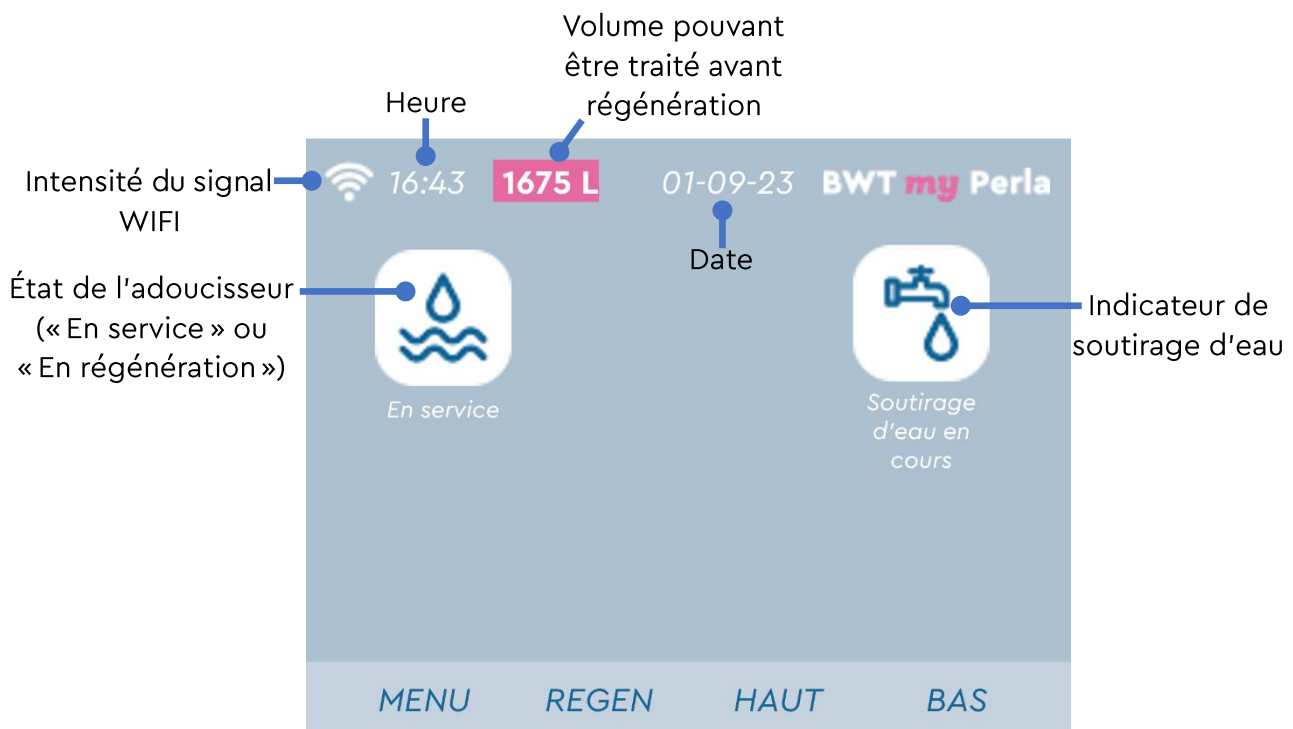 Volume pouvant
être traité avant
régénération
Heure
Intensité du signal
WIFI
16:43
1675 L
01-09-23
BWT my Perla
Date
État de l'adoucisseur
(« En service » ou
« En régénération »)
Indicateur de
soutirage d'eau
En service
Soutirage
d'eau en
cours
MENU
REGEN
HAUT
BAS